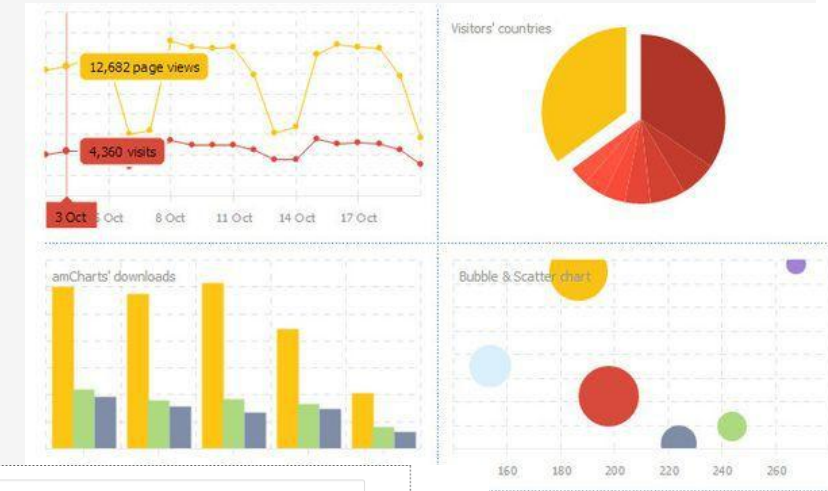 12,682 page views
4,360 visits
3 Oct
Oct
8 Oct
11 Oct
14 Oct
17 Oct
Visitors' countries
amCharts' downloads
Bubble & Scatter chart
160
180
200
220
240
260